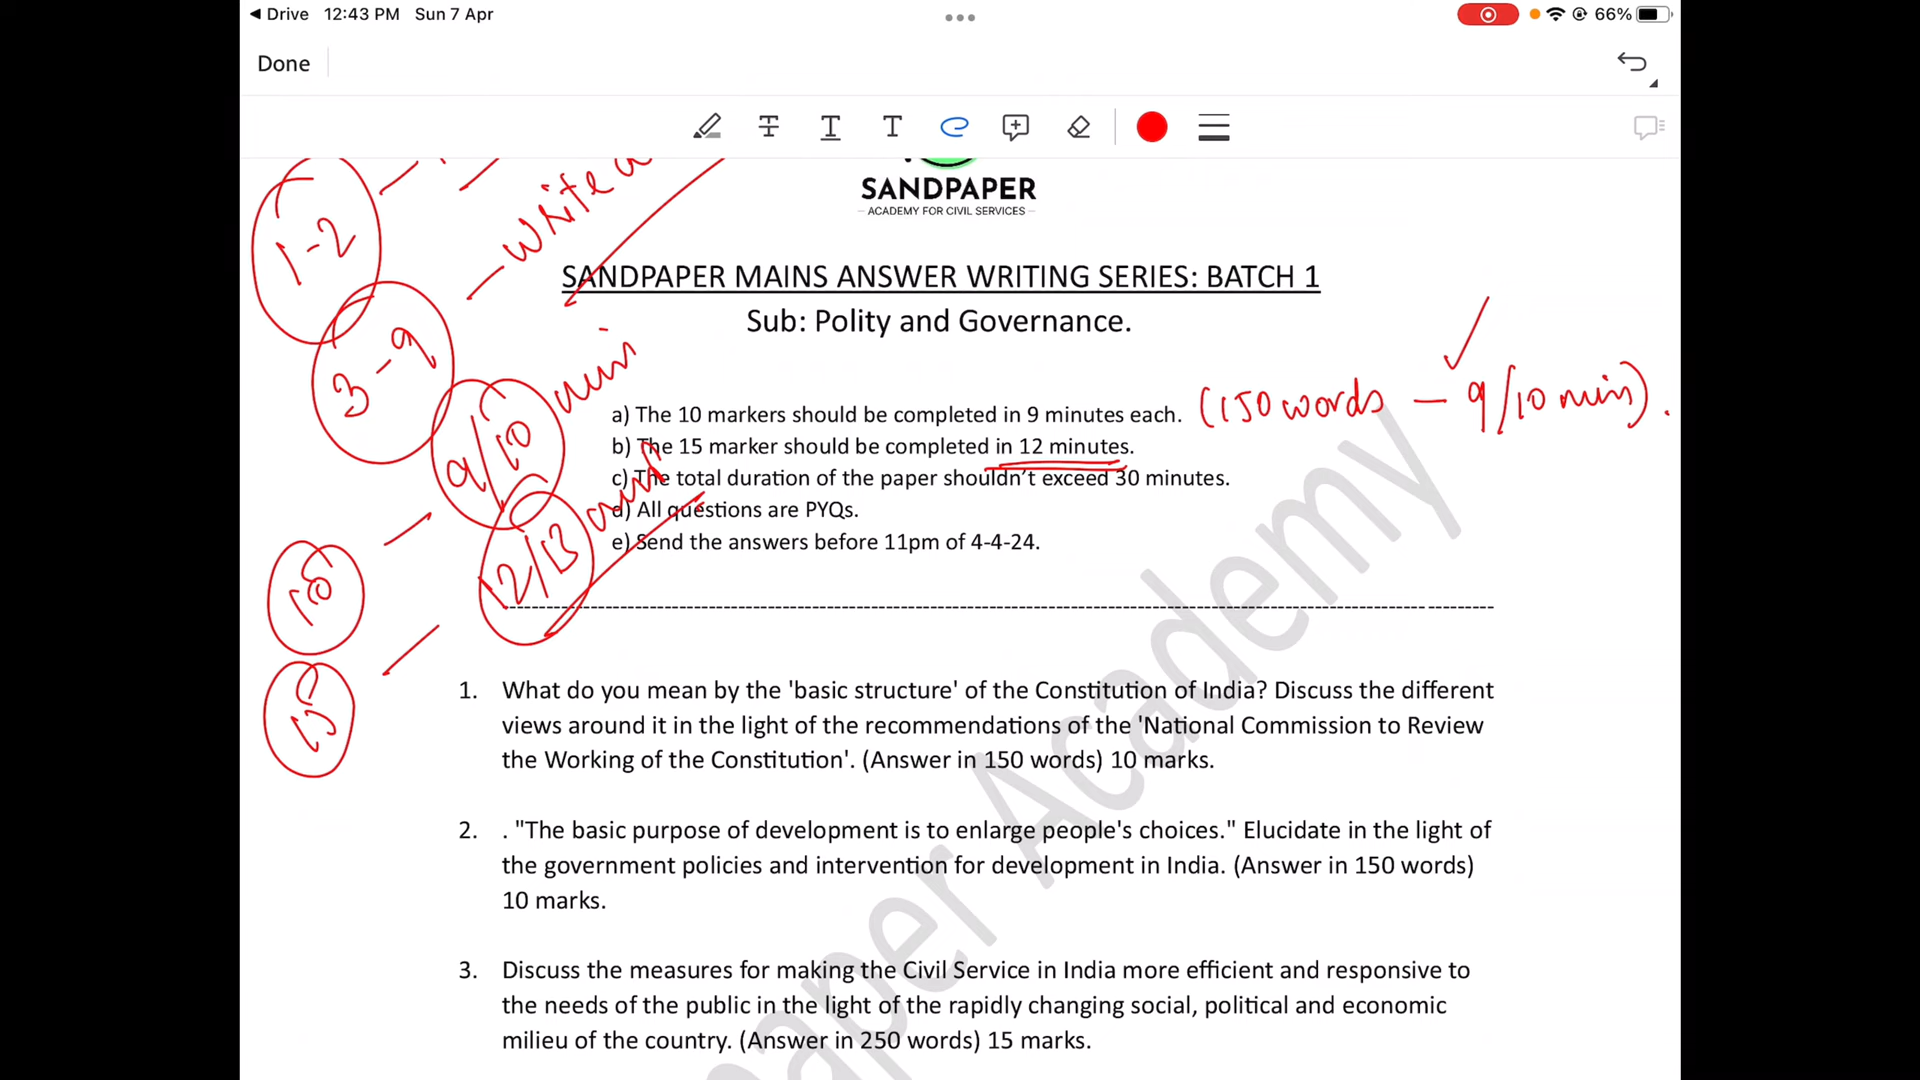 Drive 12:43 PM Sun 7 Apr 66%
Done
SANDPAPER
ACADEMY FOR CIVIL SERVICES
1-2
write
3-9
SANDPAPER MAINS ANSWER WRITING SERIES: BATCH 1
Sub: Polity and Governance.
9/10 mins
a) The 10 markers should be completed in 9 minutes each. (150 words – 9/10 mins).
b) The 15 marker should be completed in 12 minutes.
c) The total duration of the paper shouldn't exceed 30 minutes.
d) All questions are PYQs.
e) Send the answers before 11pm of 4-4-24.
10
12/13
15
1. What do you mean by the 'basic structure' of the Constitution of India? Discuss the different
views around it in the light of the recommendations of the 'National Commission to Review
the Working of the Constitution'. (Answer in 150 words) 10 marks.
2. . "The basic purpose of development is to enlarge people's choices." Elucidate in the light of
the government policies and intervention for development in India. (Answer in 150 words)
10 marks.
3. Discuss the measures for making the Civil Service in India more efficient and responsive to
the needs of the public in the light of the rapidly changing social, political and economic
milieu of the country. (Answer in 250 words) 15 marks.
paper Academy